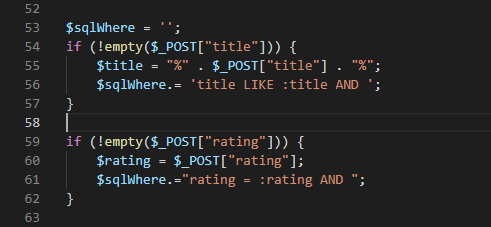 52
53 $sqlWhere = '';
54 if (!empty($_POST["title"])) {
55 $title = "%" . $_POST["title"] . "%";
56 $sqlWhere.= 'title LIKE :title AND ';
57 }
58
59 if (!empty($_POST["rating"])) {
60 $rating = $_POST["rating"];
61 $sqlWhere.="rating = :rating AND ";
62 }
63